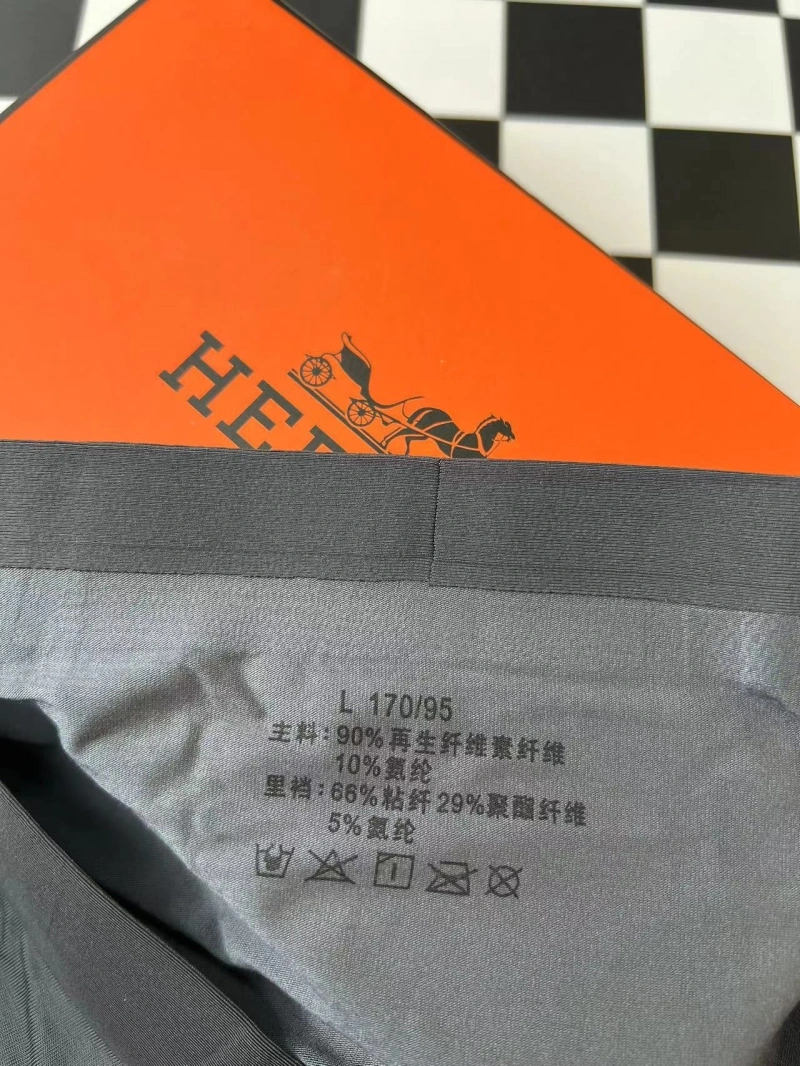 HER
L 170/95
主料:90%再生纤维素纤维
10%氨纶
里裆:66%粘纤 29%聚酯纤维
5%氨纶